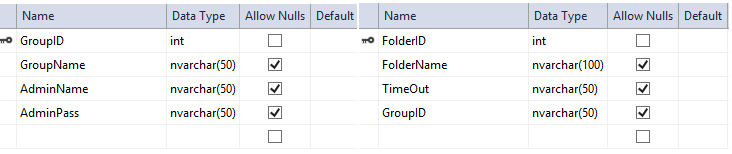 Name Data Type Allow Nulls Default
GroupID int
GroupName nvarchar(50)
AdminName nvarchar(50)
AdminPass nvarchar(50)
Name Data Type Allow Nulls Default
FolderID int
FolderName nvarchar(100)
TimeOut nvarchar(50)
GroupID nvarchar(50)